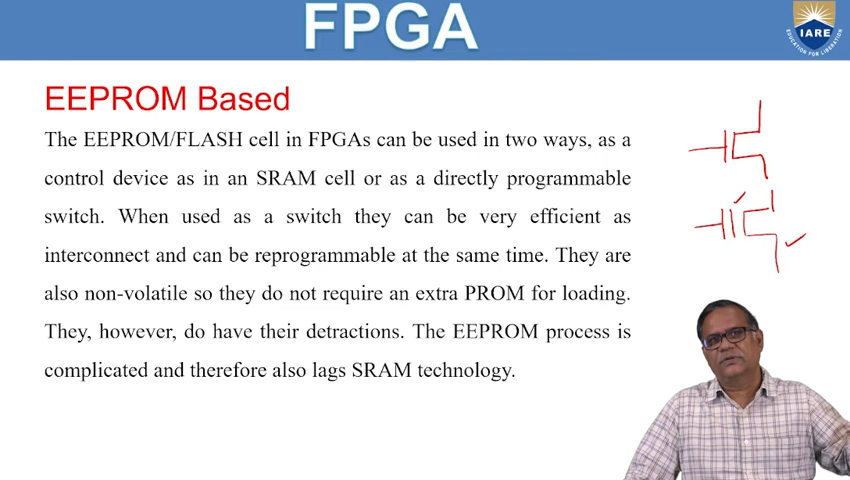 FPGA
IARE
EDUCATION FOR LIBERATION
EEPROM Based
The EEPROM/FLASH cell in FPGAs can be used in two ways, as a
control device as in an SRAM cell or as a directly programmable
switch. When used as a switch they can be very efficient as
interconnect and can be reprogrammable at the same time. They are
also non-volatile so they do not require an extra PROM for loading.
They, however, do have their detractions. The EEPROM process is
complicated and therefore also lags SRAM technology.